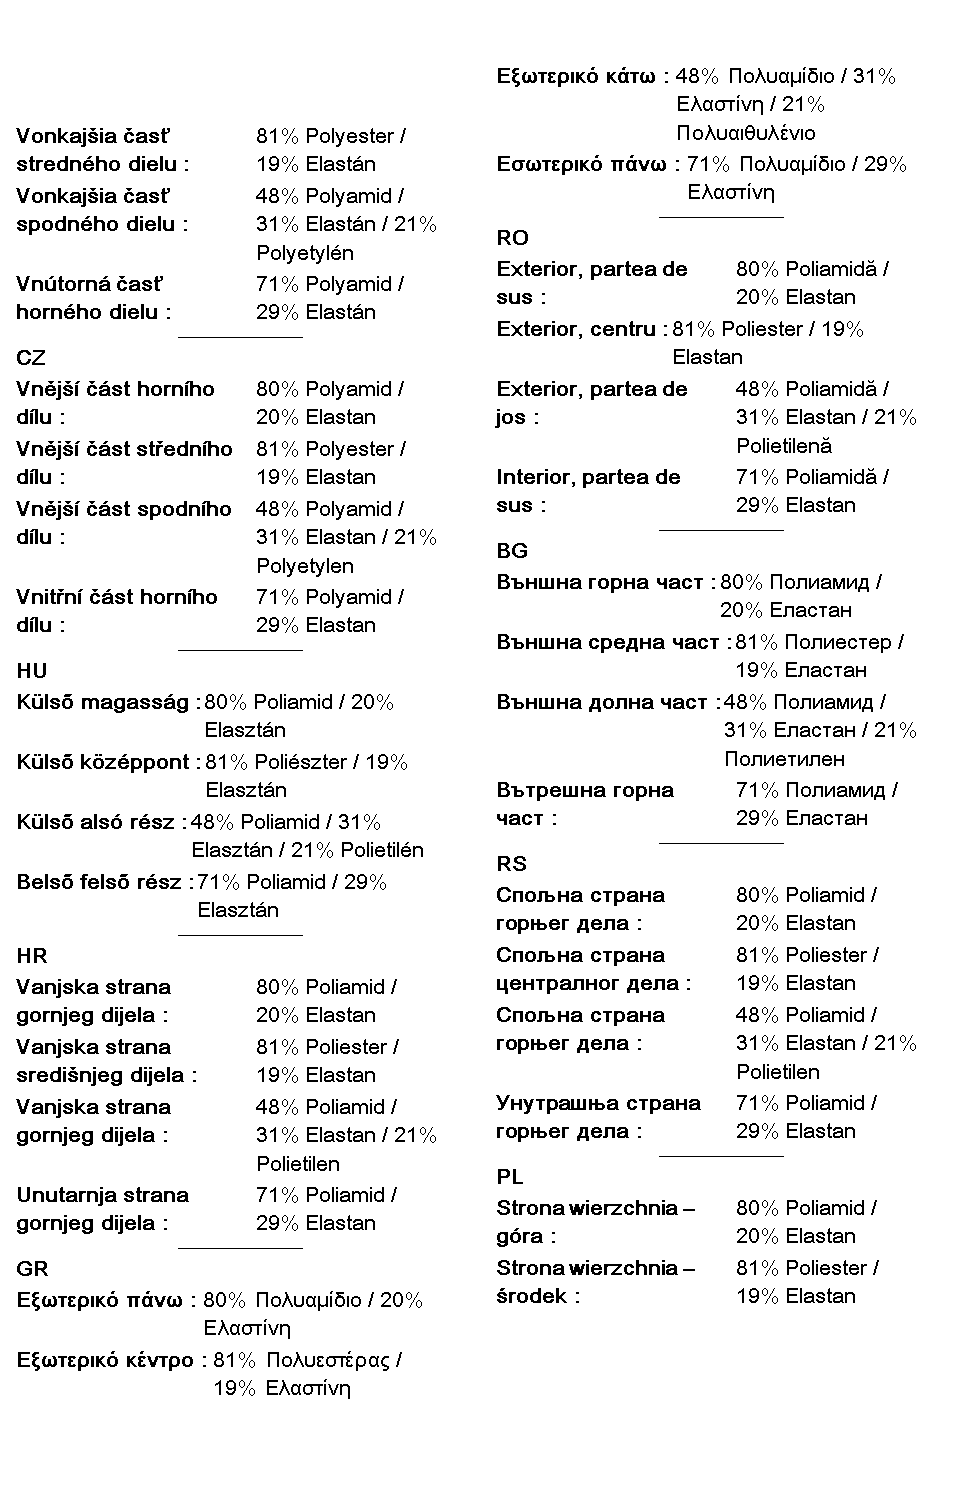 Vonkajšia časť 81% Polyester /
stredného dielu : 19% Elastán
Vonkajšia časť 48% Polyamid /
spodného dielu : 31% Elastán / 21%
Polyetylén
Vnútorná časť 71% Polyamid /
horného dielu : 29% Elastán
CZ
Vnější část horního 80% Polyamid /
dílu : 20% Elastan
Vnější část středního 81% Polyester /
dílu : 19% Elastan
Vnější část spodního 48% Polyamid /
dílu : 31% Elastan / 21%
Polyetylen
Vnitřní část horního 71% Polyamid /
dílu : 29% Elastan
HU
Külső magasság : 80% Poliamid / 20%
Elasztán
Külső középpont : 81% Poliészter / 19%
Elasztán
Külső alsó rész : 48% Poliamid / 31%
Elasztán / 21% Polietilén
Belső felső rész : 71% Poliamid / 29%
Elasztán
HR
Vanjska strana 80% Poliamid /
gornjeg dijela : 20% Elastan
Vanjska strana 81% Poliester /
središnjeg dijela : 19% Elastan
Vanjska strana 48% Poliamid /
gornjeg dijela : 31% Elastan / 21%
Polietilen
Unutarnja strana 71% Poliamid /
gornjeg dijela : 29% Elastan
GR
Εξωτερικό πάνω : 80% Πολυαμίδιο / 20%
Ελαστίνη
Εξωτερικό κέντρο : 81% Πολυεστέρας /
19% Ελαστίνη
Εξωτερικό κάτω : 48% Πολυαμίδιο / 31%
Ελαστίνη / 21%
Πολυαιθυλένιο
Εσωτερικό πάνω : 71% Πολυαμίδιο / 29%
Ελαστίνη
RO
Exterior, partea de 80% Poliamidă /
sus : 20% Elastan
Exterior, centru : 81% Poliester / 19%
Elastan
Exterior, partea de 48% Poliamidă /
jos : 31% Elastan / 21%
Polietilenă
Interior, partea de 71% Poliamidă /
sus : 29% Elastan
BG
Външна горна част : 80% Полиамид /
20% Еластан
Външна средна част : 81% Полиестер /
19% Еластан
Външна долна част : 48% Полиамид /
31% Еластан / 21%
Полиетилен
Вътрешна горна 71% Полиамид /
част : 29% Еластан
RS
Спољна страна 80% Poliamid /
горњег дела : 20% Elastan
Спољна страна 81% Poliester /
централног дела : 19% Elastan
Спољна страна 48% Poliamid /
горњег дела : 31% Elastan / 21%
Polietilen
Унутрашња страна 71% Poliamid /
горњег дела : 29% Elastan
PL
Strona wierzchnia – 80% Poliamid /
góra : 20% Elastan
Strona wierzchnia – 81% Poliester /
środek : 19% Elastan